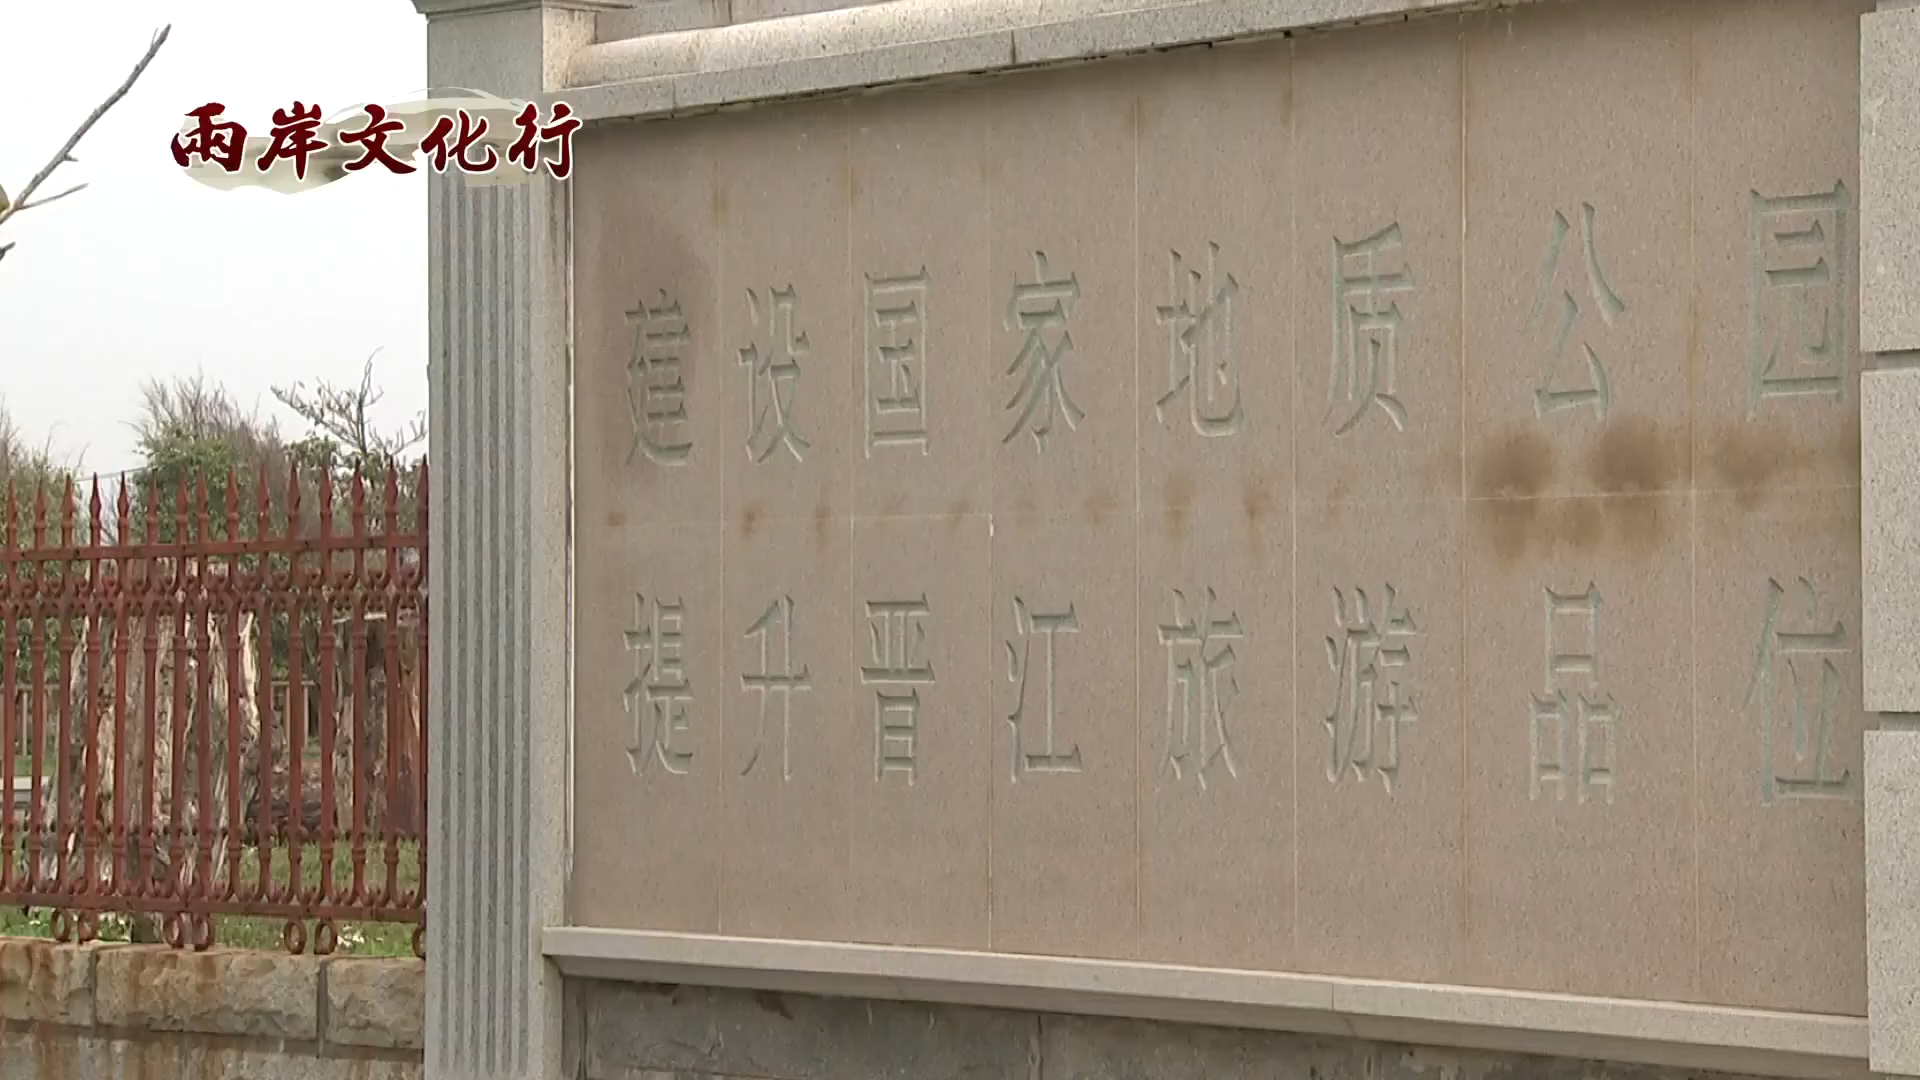 兩岸文化行
建设国家地质公园
提升晋江旅游品位